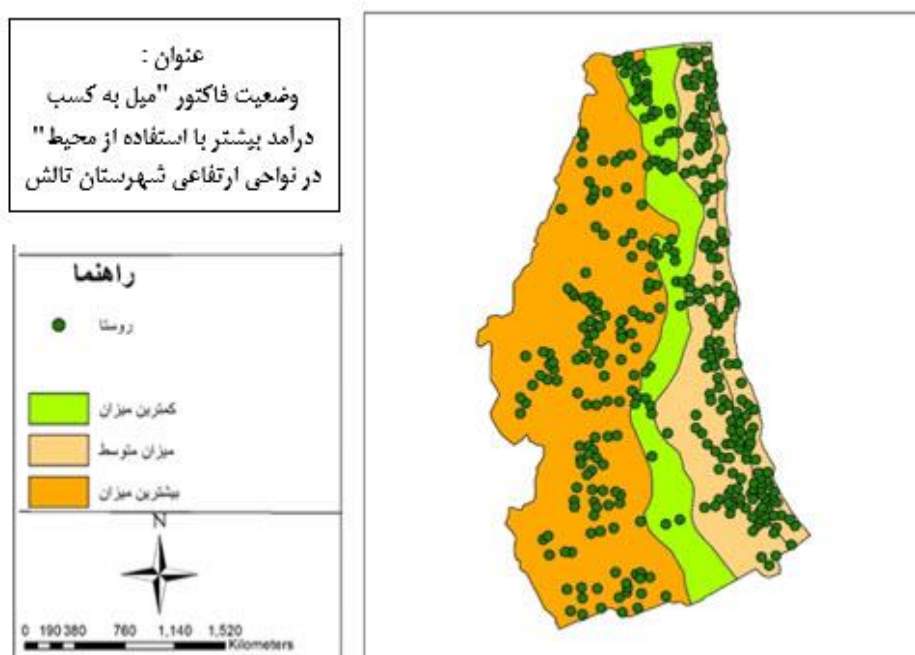 عنوان :
وضعیت فاکتور "میل به کسب
درآمد بیشتر با استفاده از محیط"
در نواحی ارتفاعی شهرستان تالش
راهنما
روستا
کمترین میزان
میزان متوسط
بیشترین میزان
N
0 190 380 760 1,140 1,520
Kilometers